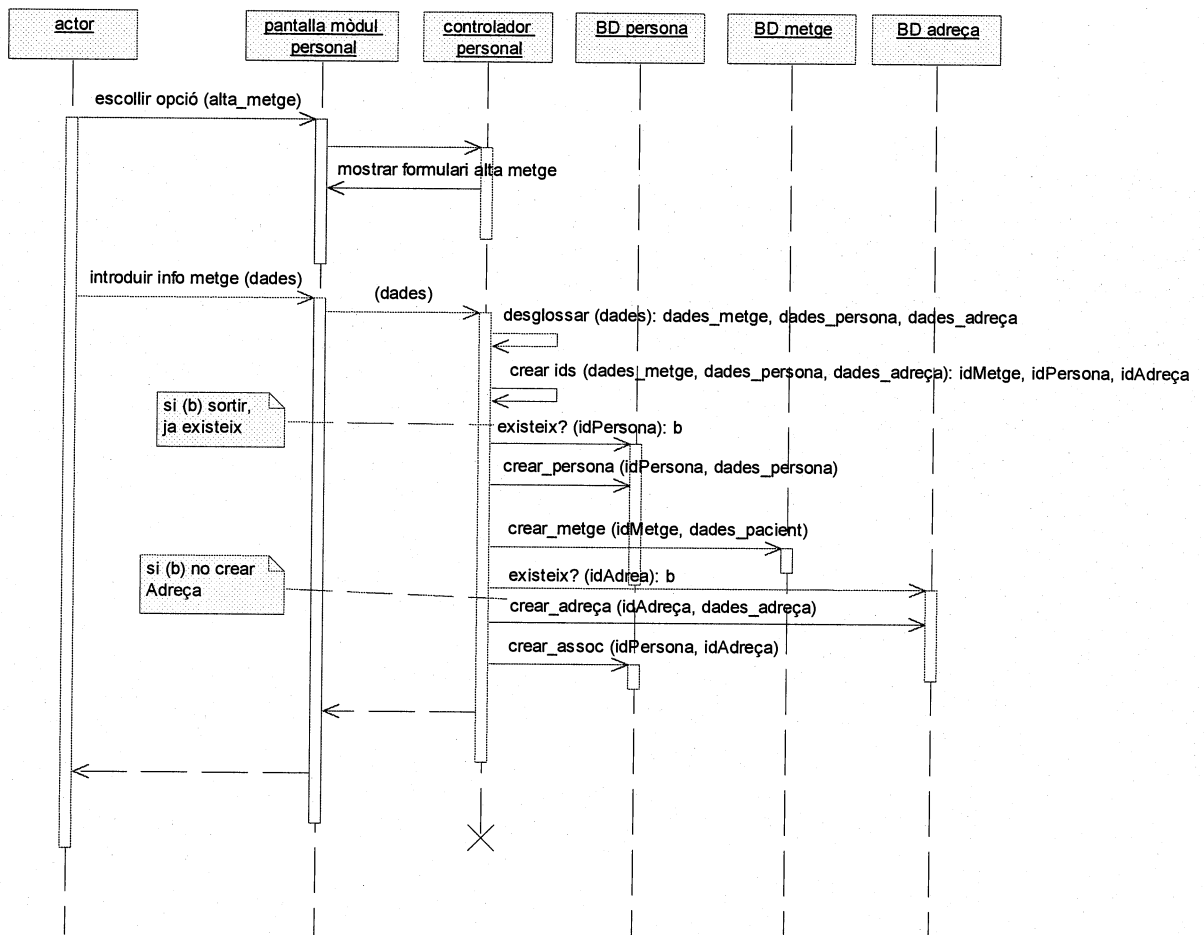 actor
pantalla mòdul
personal
controlador
personal
BD persona
BD metge
BD adreça
escollir opció (alta_metge)
mostrar formulari alta metge
introduir info metge (dades)
(dades)
desglossar (dades): dades_metge, dades_persona, dades_adreça
crear ids (dades_metge, dades_persona, dades_adreça): idMetge, idPersona, idAdreça
si (b) sortir,
ja existeix
existeix? (idPersona): b
crear_persona (idPersona, dades_persona)
crear_metge (idMetge, dades_pacient)
si (b) no crear
Adreça
existeix? (idAdrea): b
crear_adreça (idAdreça, dades_adreça)
crear_assoc (idPersona, idAdreça)